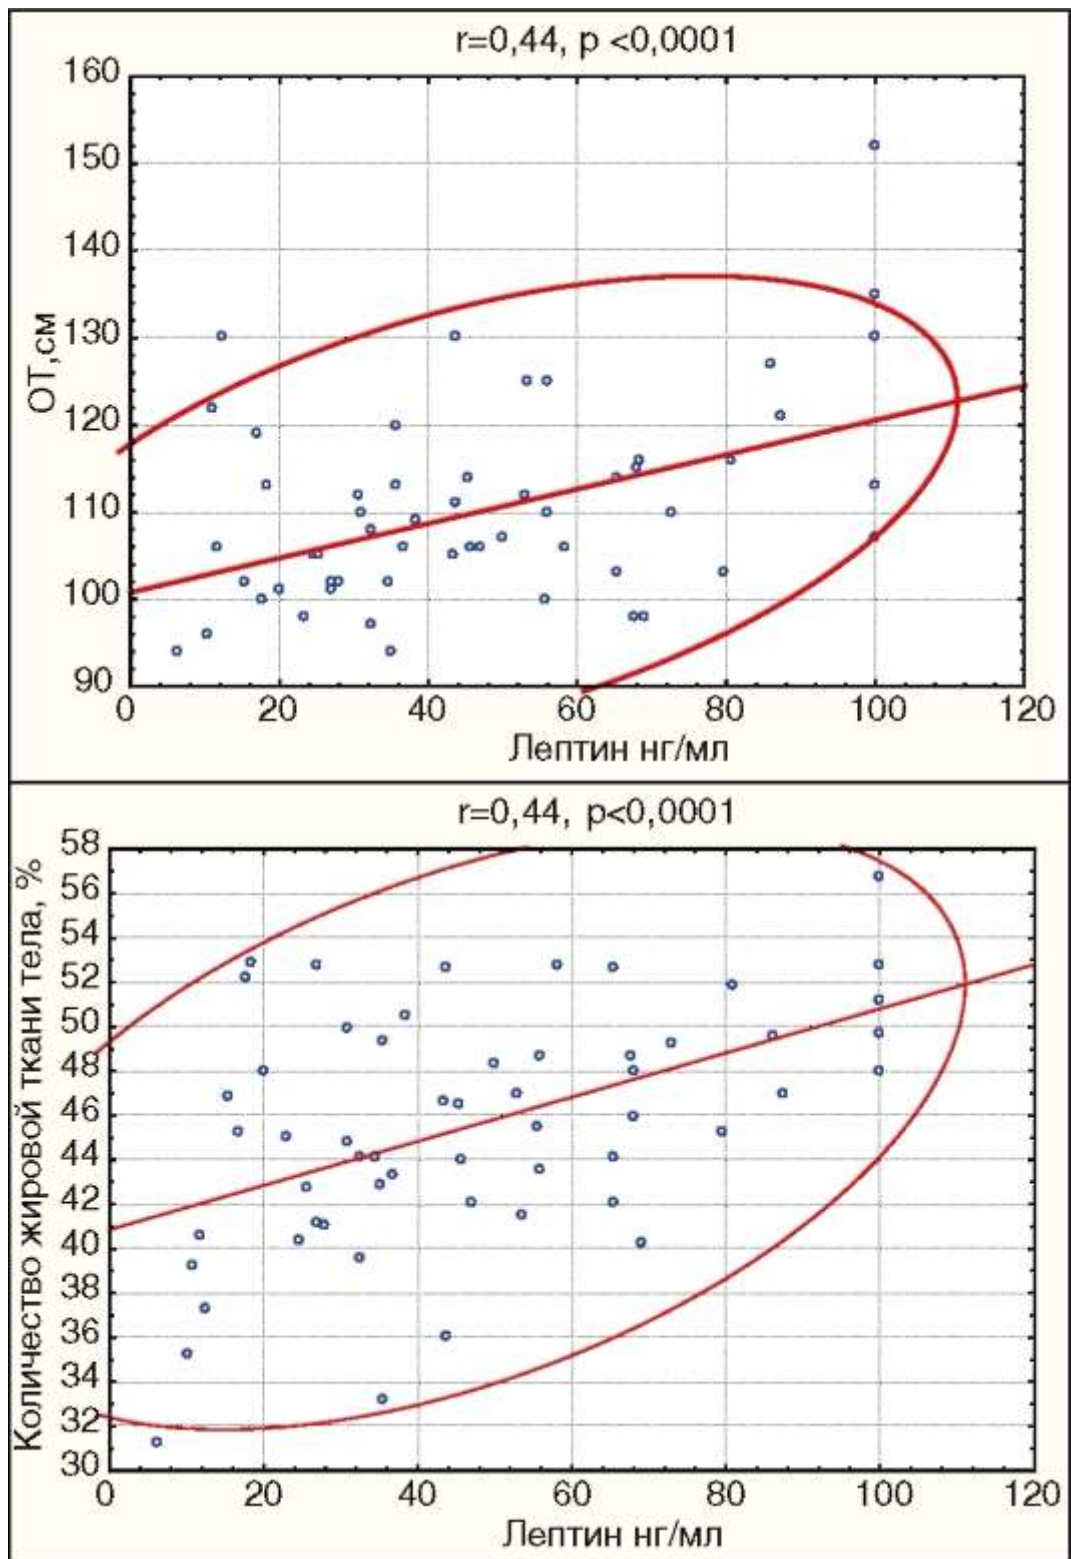 r=0,44, p <0,0001
160
150
140
130
120
110
100
90
ОТ,см
0 20 40 60 80 100 120
Лептин нг/мл
r=0,44, p<0,0001
58
56
54
52
50
48
46
44
42
40
38
36
34
32
30
Количество жировой ткани тела, %
0 20 40 60 80 100 120
Лептин нг/мл